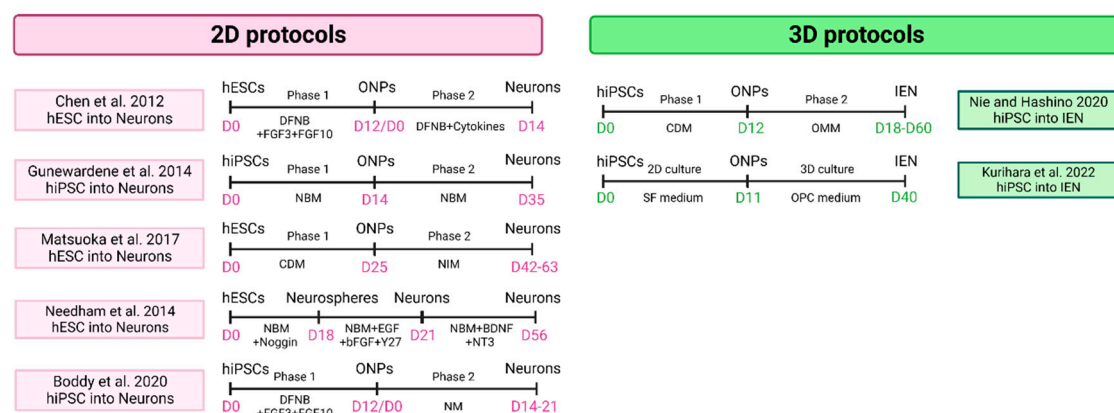 2D protocols
Chen et al. 2012
hESC into Neurons
hESCs ONPs Neurons
Phase 1 Phase 2
D0 DFNB
+FGF3+FGF10 D12/D0 DFNB+Cytokines D14
Gunewardene et al. 2014
hiPSC into Neurons
hiPSCs ONPs Neurons
Phase 1 Phase 2
D0 NBM D14 NBM D35
Matsuoka et al. 2017
hESC into Neurons
hESCs ONPs Neurons
Phase 1 Phase 2
D0 CDM D25 NIM D42-63
Needham et al. 2014
hESC into Neurons
hESCs Neurospheres Neurons Neurons
D0 NBM
+Noggin D18 NBM+EGF
+bFGF+Y27 D21 NBM+BDNF
+NT3 D56
Boddy et al. 2020
hiPSC into Neurons
hiPSCs ONPs Neurons
Phase 1 Phase 2
D0 DFNB
+FGF3+FGF10 D12/D0 NM D14-21
3D protocols
hiPSCs ONPs IEN
Phase 1 Phase 2
D0 CDM D12 OMM D18-D60
Nie and Hashino 2020
hiPSC into IEN
hiPSCs ONPs IEN
2D culture 3D culture
D0 SF medium D11 OPC medium D40
Kurihara et al. 2022
hiPSC into IEN